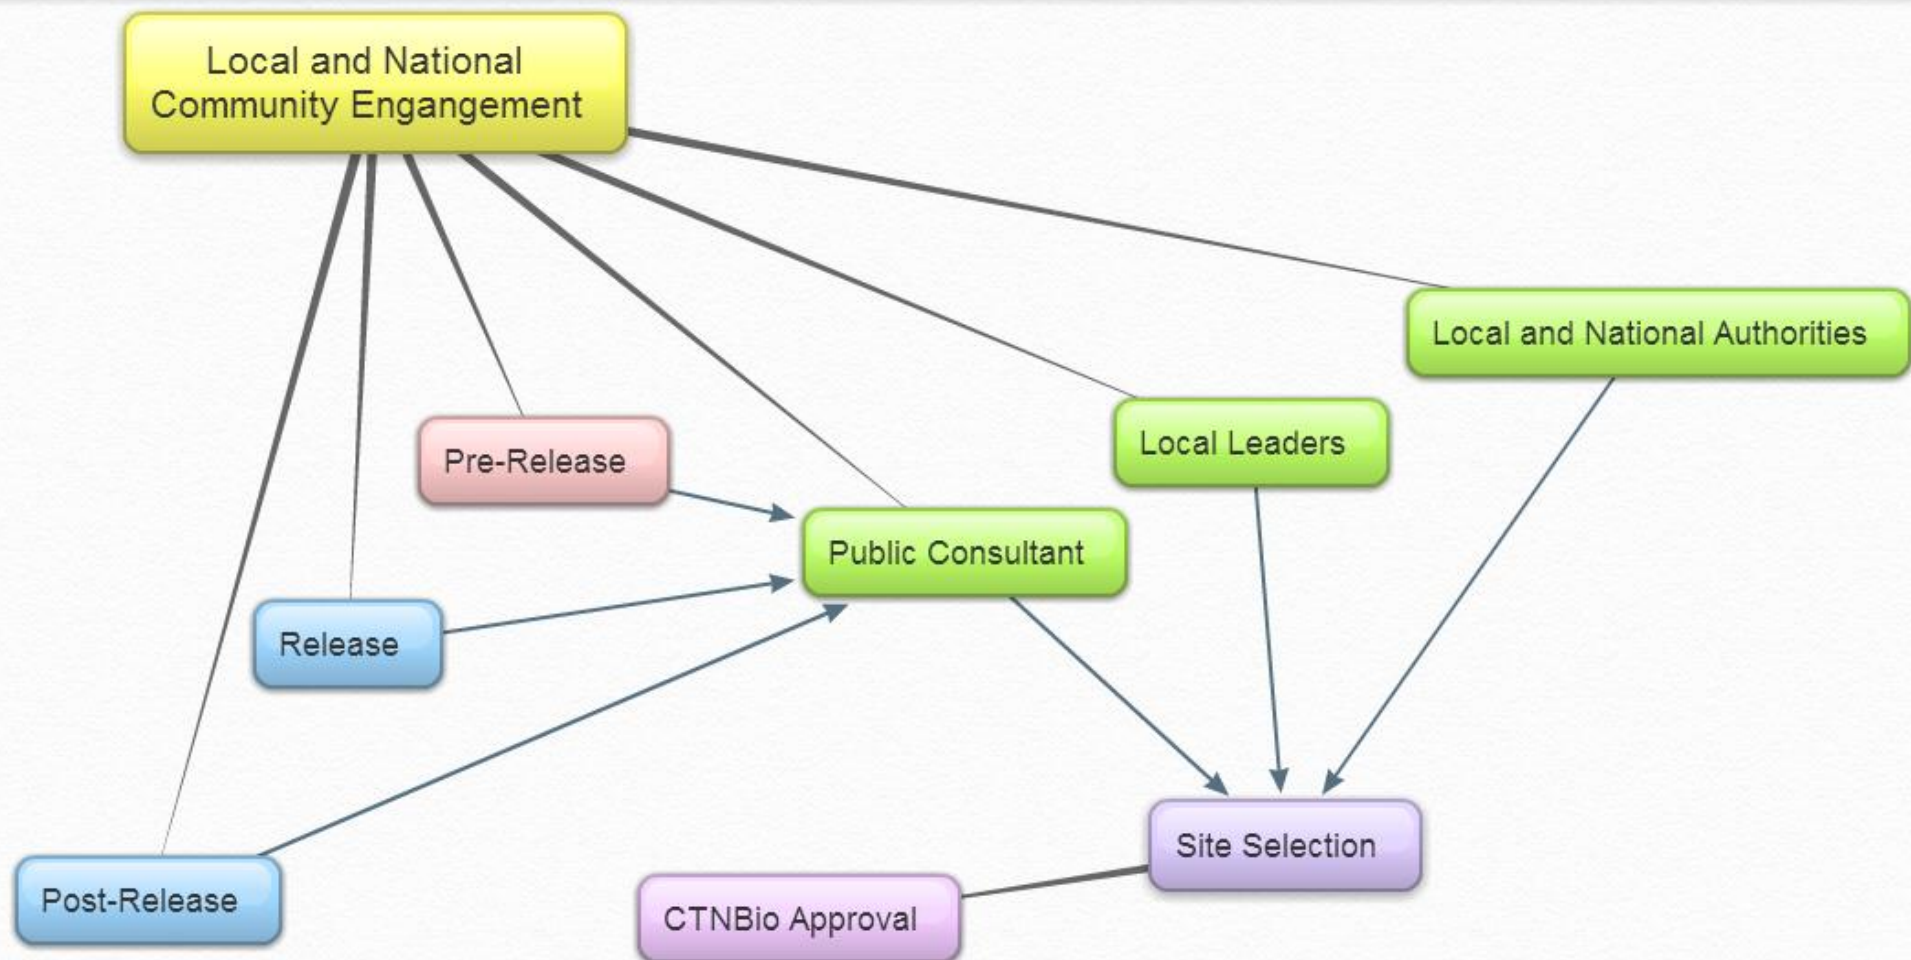 Local and National
Community Engangement
Local and National Authorities
Local Leaders
Pre-Release
Public Consultant
Release
Site Selection
Post-Release
CTNBio Approval